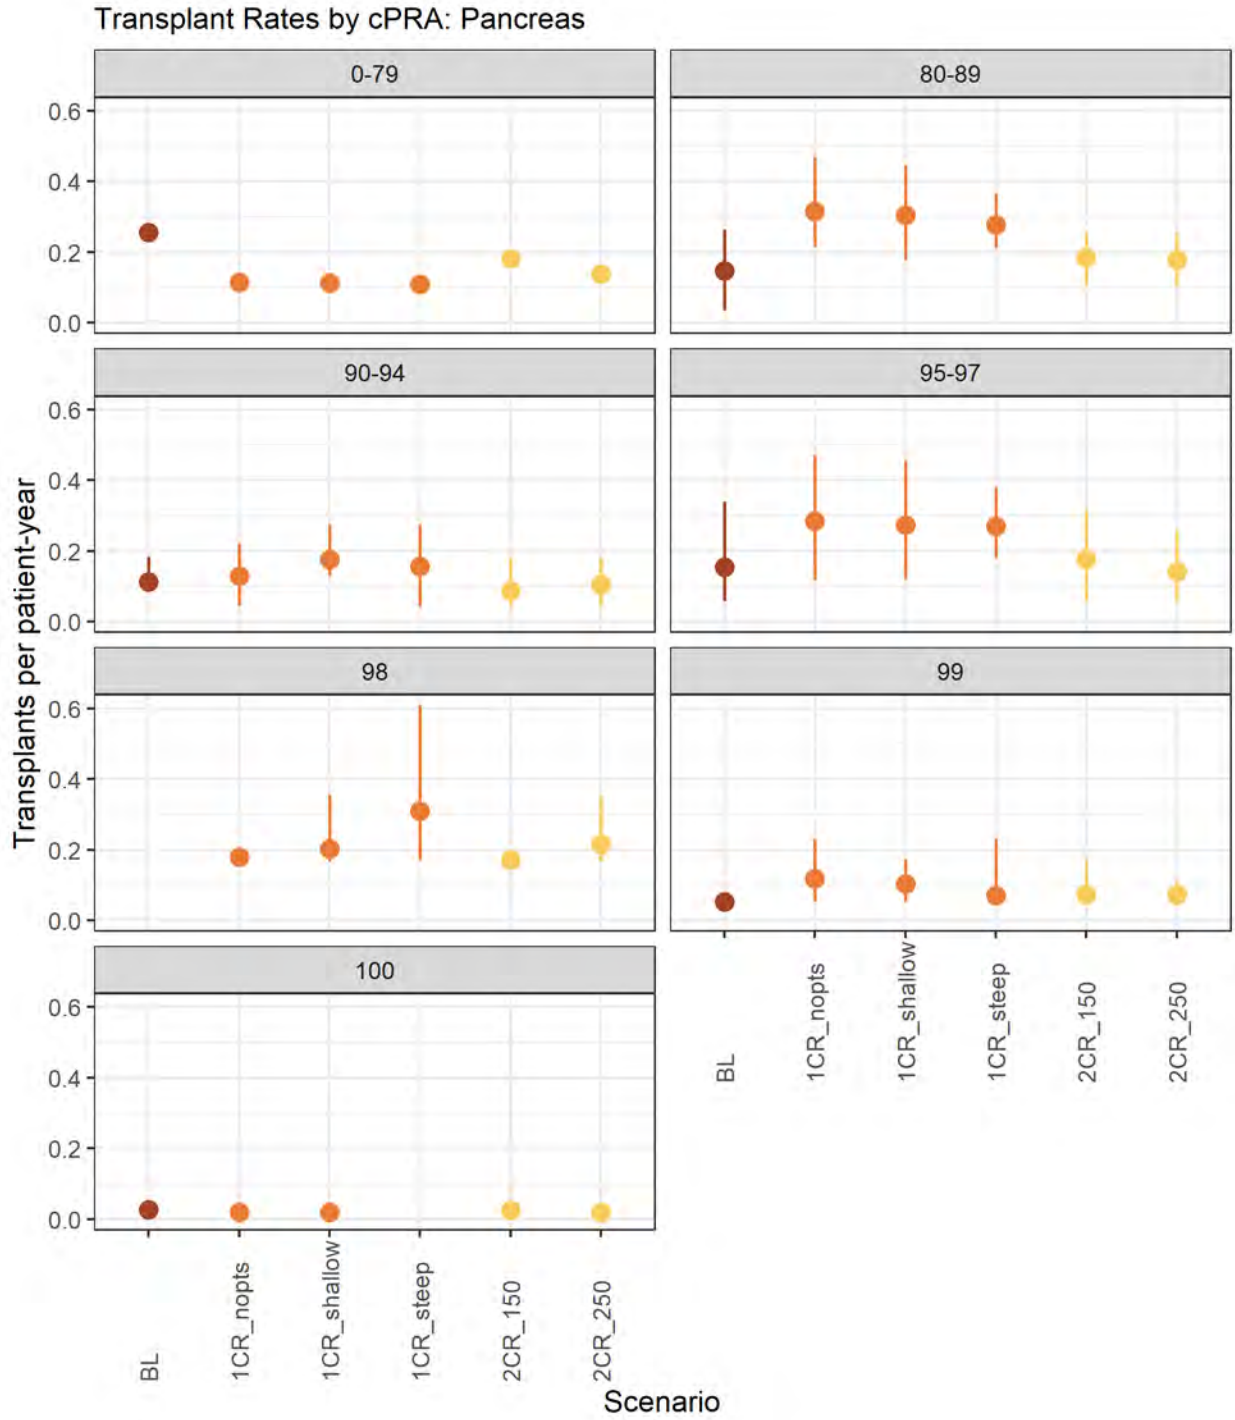 Transplant Rates by cPRA: Pancreas
0-79
80-89
0.6
0.4
0.2
0.0
90-94
95-97
0.6
0.4
0.2
0.0
98
99
0.6
0.4
0.2
0.0
100
0.6
0.4
0.2
0.0
BL
1CR_nopts
1CR_shallow
1CR_steep
2CR_150
2CR_250
BL
1CR_nopts
1CR_shallow
1CR_steep
2CR_150
2CR_250
Transplants per patient-year
Scenario